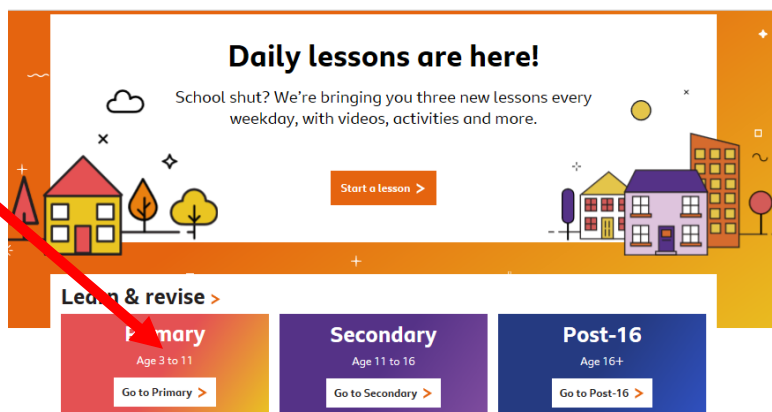 Daily lessons are here!
School shut? We're bringing you three new lessons every
weekday, with videos, activities and more.
Start a lesson >
Learn & revise >
Primary
Age 3 to 11
Go to Primary >
Secondary
Age 11 to 16
Go to Secondary >
Post-16
Age 16+
Go to Post-16 >